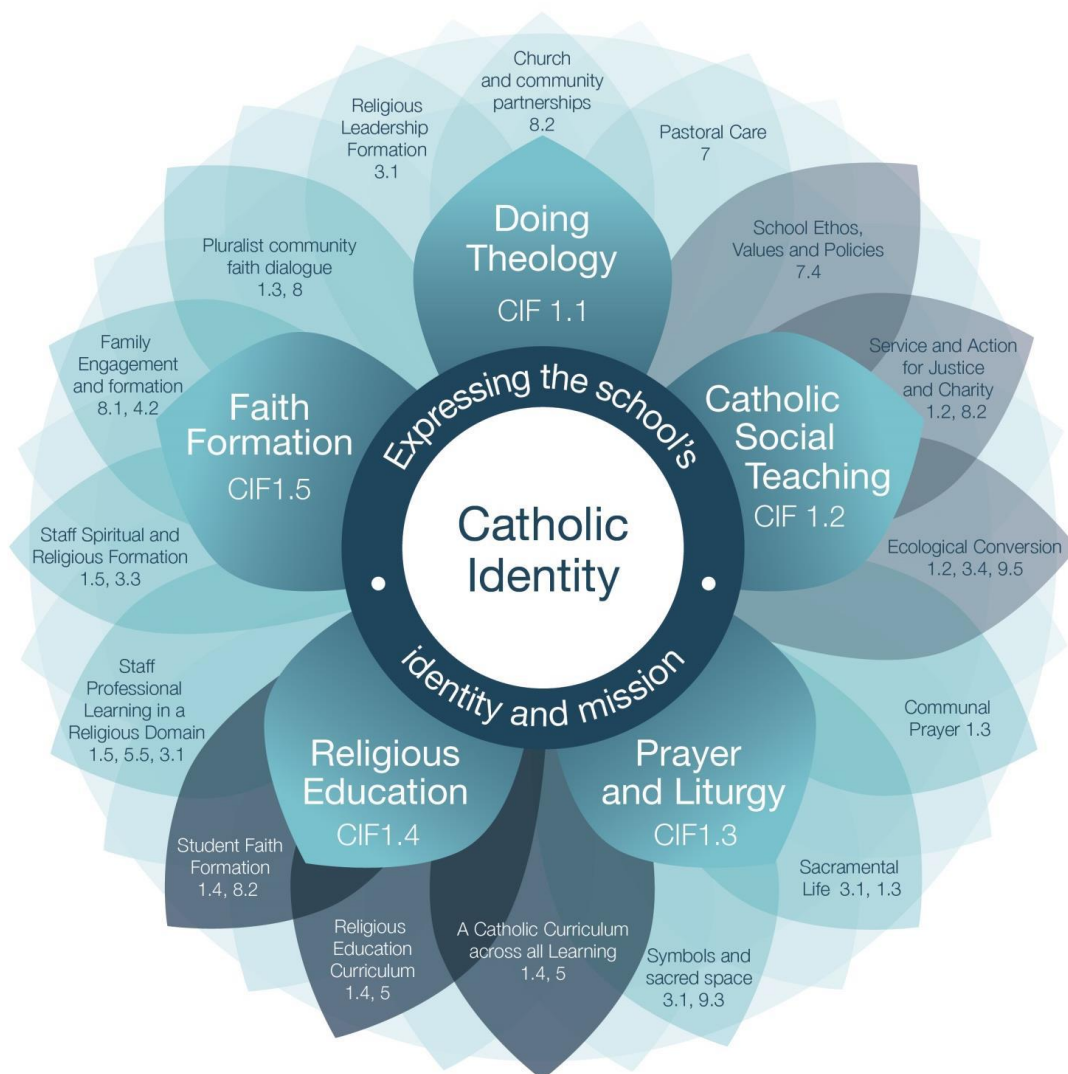 Catholic
Identity
Expressing the school's
identity and mission
Doing
Theology
CIF 1.1
Catholic
Social
Teaching
CIF 1.2
Prayer
and Liturgy
CIF1.3
Religious
Education
CIF1.4
Faith
Formation
CIF1.5
Church
and community
partnerships
8.2
Pastoral Care
7
School Ethos,
Values and Policies
7.4
Service and Action
for Justice
and Charity
1.2, 8.2
Ecological Conversion
1.2, 3.4, 9.5
Communal
Prayer 1.3
Sacramental
Life 3.1, 1.3
Symbols and
sacred space
3.1, 9.3
A Catholic Curriculum
across all Learning
1.4, 5
Religious
Education
Curriculum
1.4, 5
Student Faith
Formation
1.4, 8.2
Staff
Professional
Learning in a
Religious Domain
1.5, 5.5, 3.1
Staff Spiritual and
Religious Formation
1.5, 3.3
Family
Engagement
and formation
8.1, 4.2
Pluralist community
faith dialogue
1.3, 8
Religious
Leadership
Formation
3.1